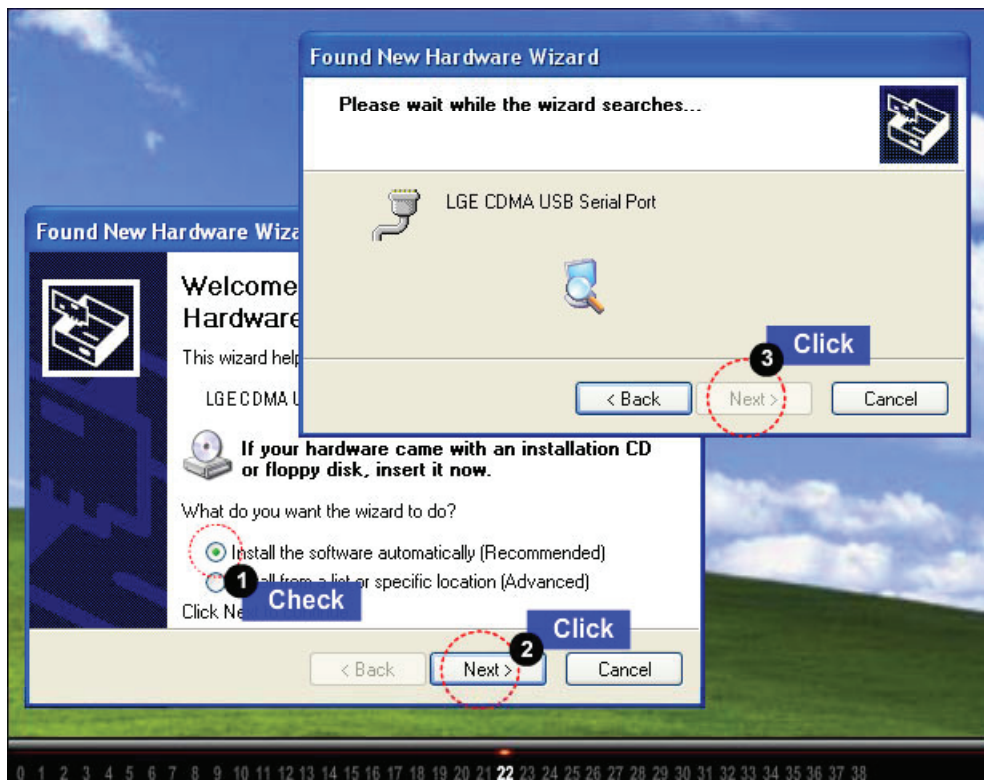 Found New Hardware Wizard
Please wait while the wizard searches...
LGE CDMA USB Serial Port
3 Click
< Back Next > Cancel
Found New Hardware Wiza
Welcome
Hardware
This wizard help
LGE CDMA U
If your hardware came with an installation CD
or floppy disk, insert it now.
What do you want the wizard to do?
Install the software automatically (Recommended)
1 from a list or specific location (Advanced)
Check
Click Ne
2 Click
< Back Next > Cancel
0 1 2 3 4 5 6 7 8 9 10 11 12 13 14 15 16 17 18 19 20 21 22 23 24 25 26 27 28 29 30 31 32 33 34 35 36 37 38